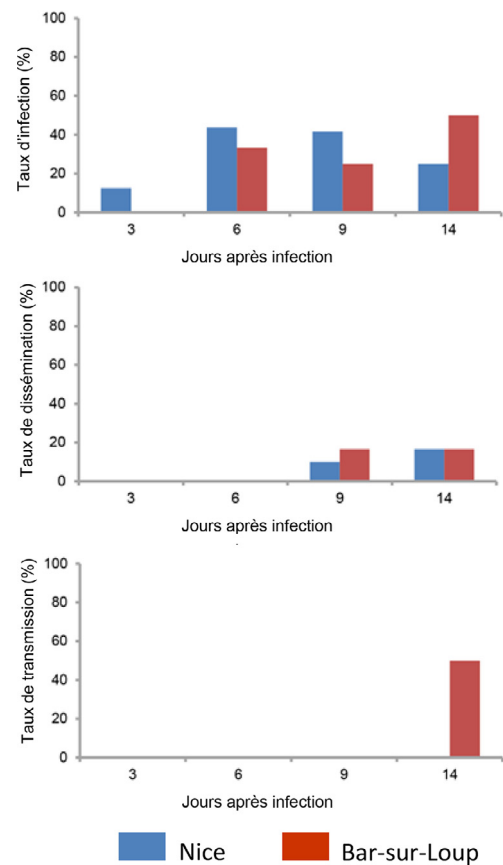 Taux d'infection (%)
100
80
60
40
20
0
3 6 9 14
Jours après infection
Taux de dissémination (%)
100
80
60
40
20
0
3 6 9 14
Jours après infection
Taux de transmission (%)
100
80
60
40
20
0
3 6 9 14
Jours après infection
Nice Bar-sur-Loup